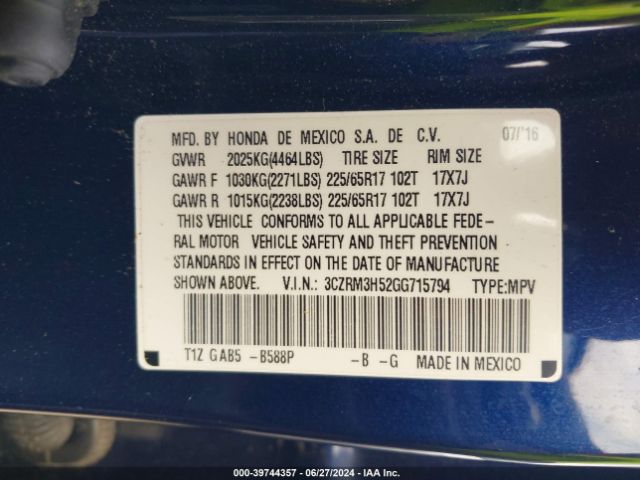 MFD. BY HONDA DE MEXICO S.A. DE C.V. 07/'16
GVWR 2025KG(4464LBS) TIRE SIZE RIM SIZE
GAWR F 1030KG(2271LBS) 225/65R17 102T 17X7J
GAWR R 1015KG(2238LBS) 225/65R17 102T 17X7J
THIS VEHICLE CONFORMS TO ALL APPLICABLE FEDE-
RAL MOTOR VEHICLE SAFETY AND THEFT PREVENTION
STANDARDS IN EFFECT ON THE DATE OF MANUFACTURE
SHOWN ABOVE. V.I.N.: 3CZRM3H52GG715794 TYPE:MPV
T1Z GAB5 -B588P -B -G MADE IN MEXICO
000-39744357 | 06/27/2024 | IAA Inc.